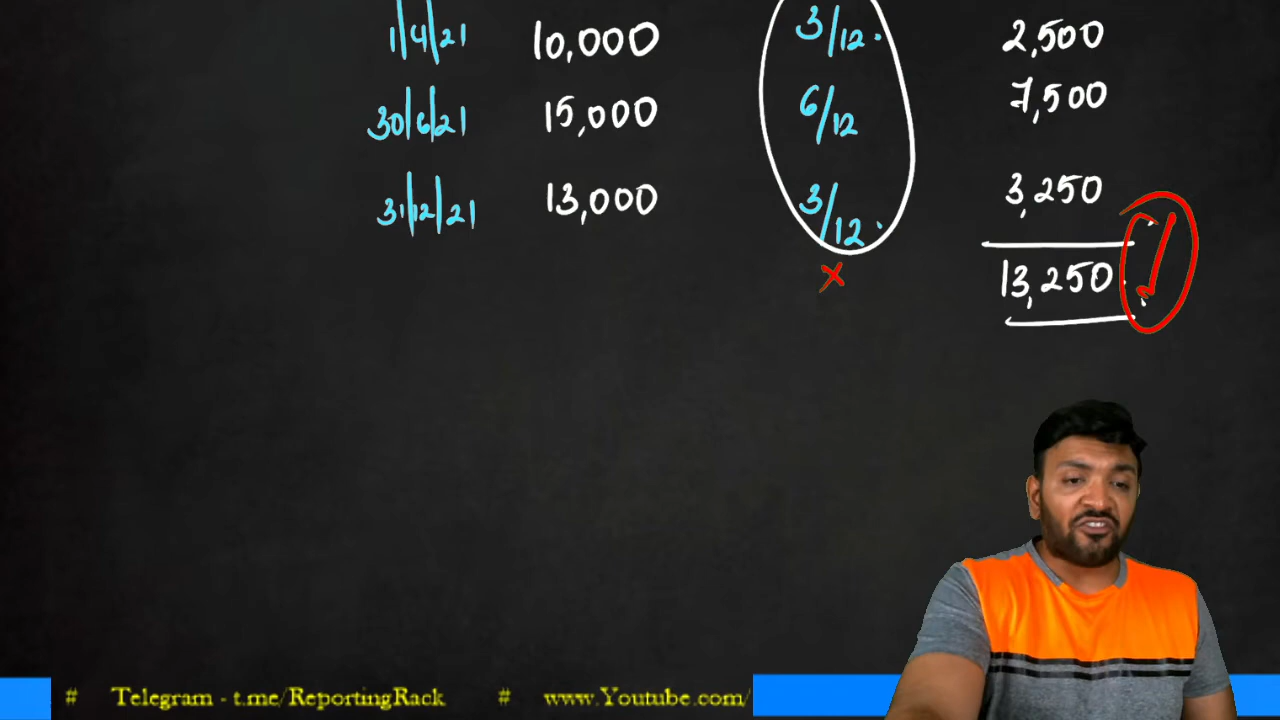 1/4/21 10,000 3/12. 2,500
30/6/21 15,000 6/12 7,500
31/12/21 13,000 3/12. 3,250
x
13,250
# Telegram - t.me/ReportingRack # www.Youtube.com/